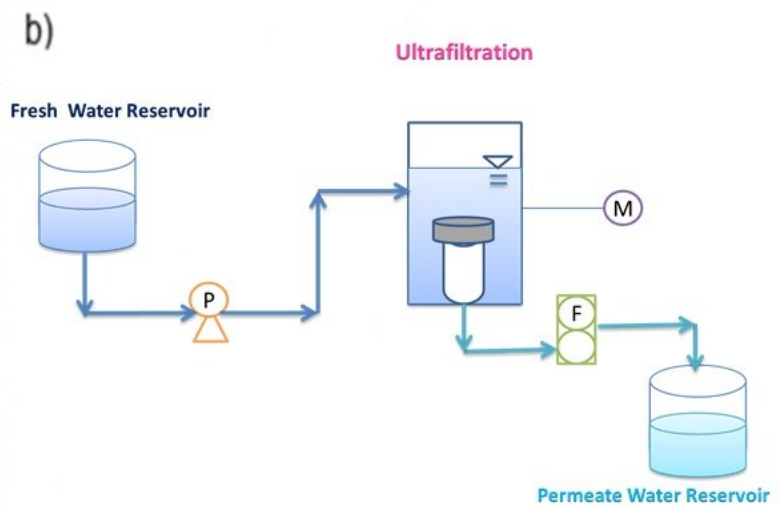 b)
Ultrafiltration
Fresh Water Reservoir
M
P
F
Permeate Water Reservoir